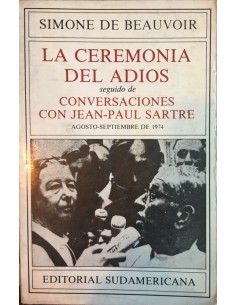 SIMONE DE BEAUVOIR
LA CEREMONIA
DEL ADIOS
seguido de
CONVERSACIONES
CON JEAN-PAUL SARTRE
AGOSTO-SEPTIEMBRE DE 1974
EDITORIAL SUDAMERICANA